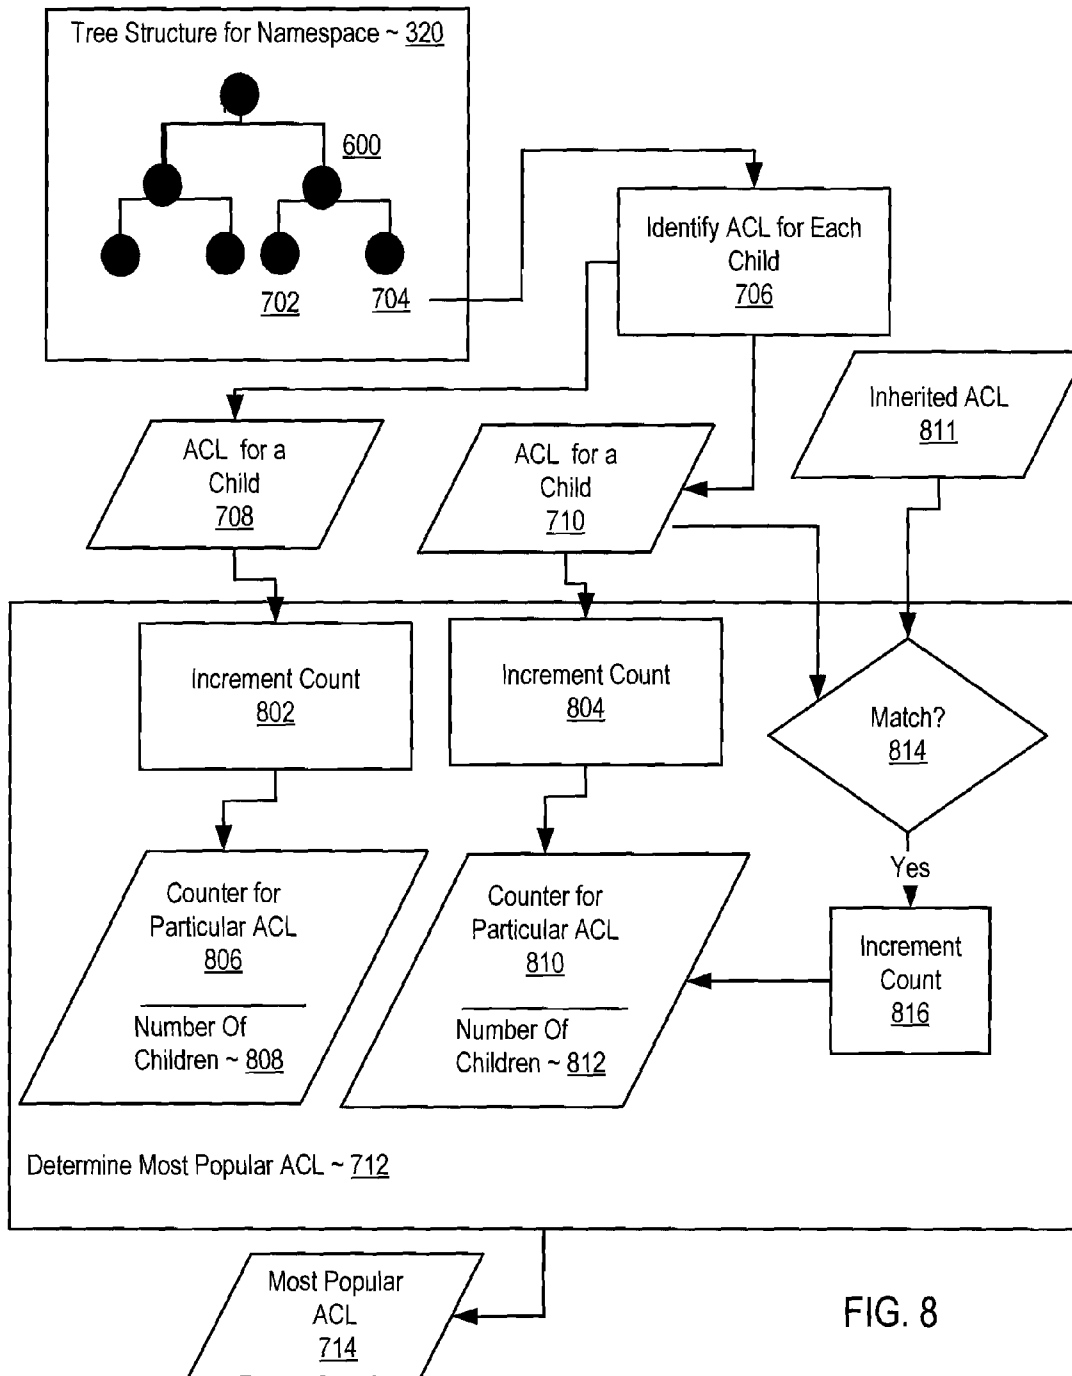 Tree Structure for Namespace ~ 320
600
702
704
Identify ACL for Each
Child
706
Inherited ACL
811
ACL for a
Child
708
ACL for a
Child
710
Increment Count
802
Increment Count
804
Match?
814
Yes
Counter for
Particular ACL
806
Number Of
Children ~ 808
Counter for
Particular ACL
810
Number Of
Children ~ 812
Increment
Count
816
Determine Most Popular ACL ~ 712
Most Popular
ACL
714
FIG. 8